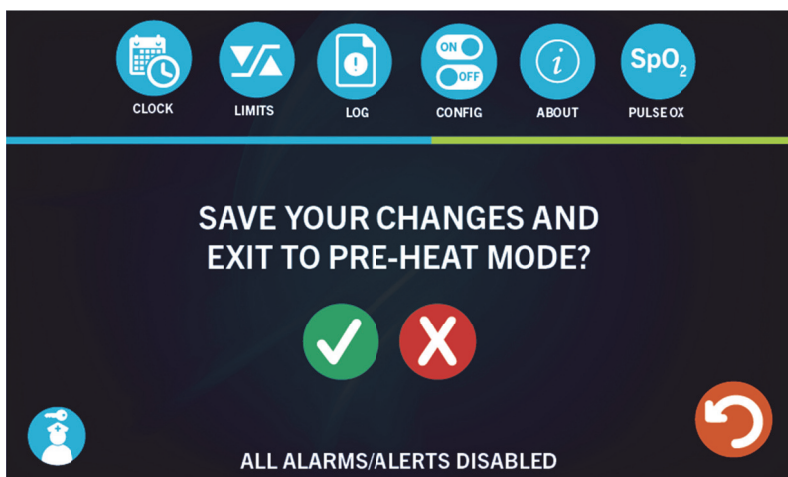 ON
OFF
i
SpO2
CLOCK
LIMITS
LOG
CONFIG
ABOUT
PULSE OX
SAVE YOUR CHANGES AND
EXIT TO PRE-HEAT MODE?
ALL ALARMS/ALERTS DISABLED